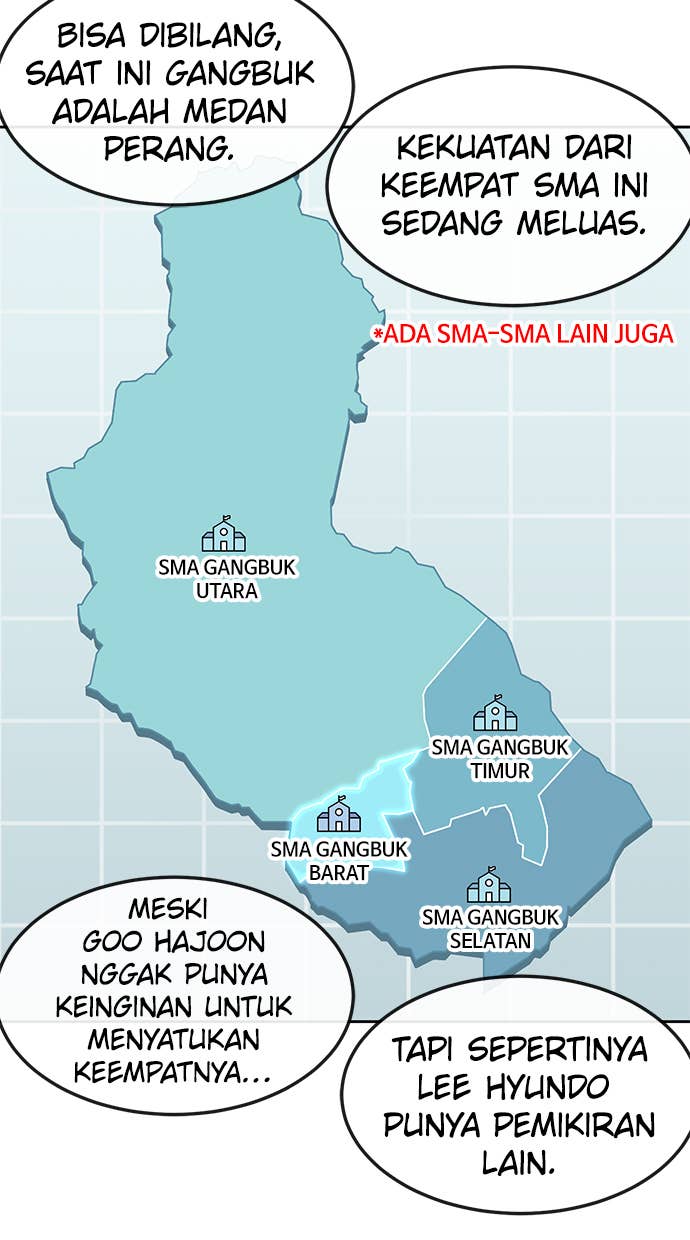 BISA DIBILANG,
SAAT INI GANGBUK
ADALAH MEDAN
PERANG.
KEKUATAN DARI
KEEMPAT SMA INI
SEDANG MELUAS.
*ADA SMA-SMA LAIN JUGA
SMA GANGBUK
UTARA
SMA GANGBUK
TIMUR
SMA GANGBUK
BARAT
SMA GANGBUK
SELATAN
MESKI
GOO HAJOON
NGGAK PUNYA
KEINGINAN UNTUK
MENYATUKAN
KEEMPATNYA...
TAPI SEPERTINYA
LEE HYUNDO
PUNYA PEMIKIRAN
LAIN.